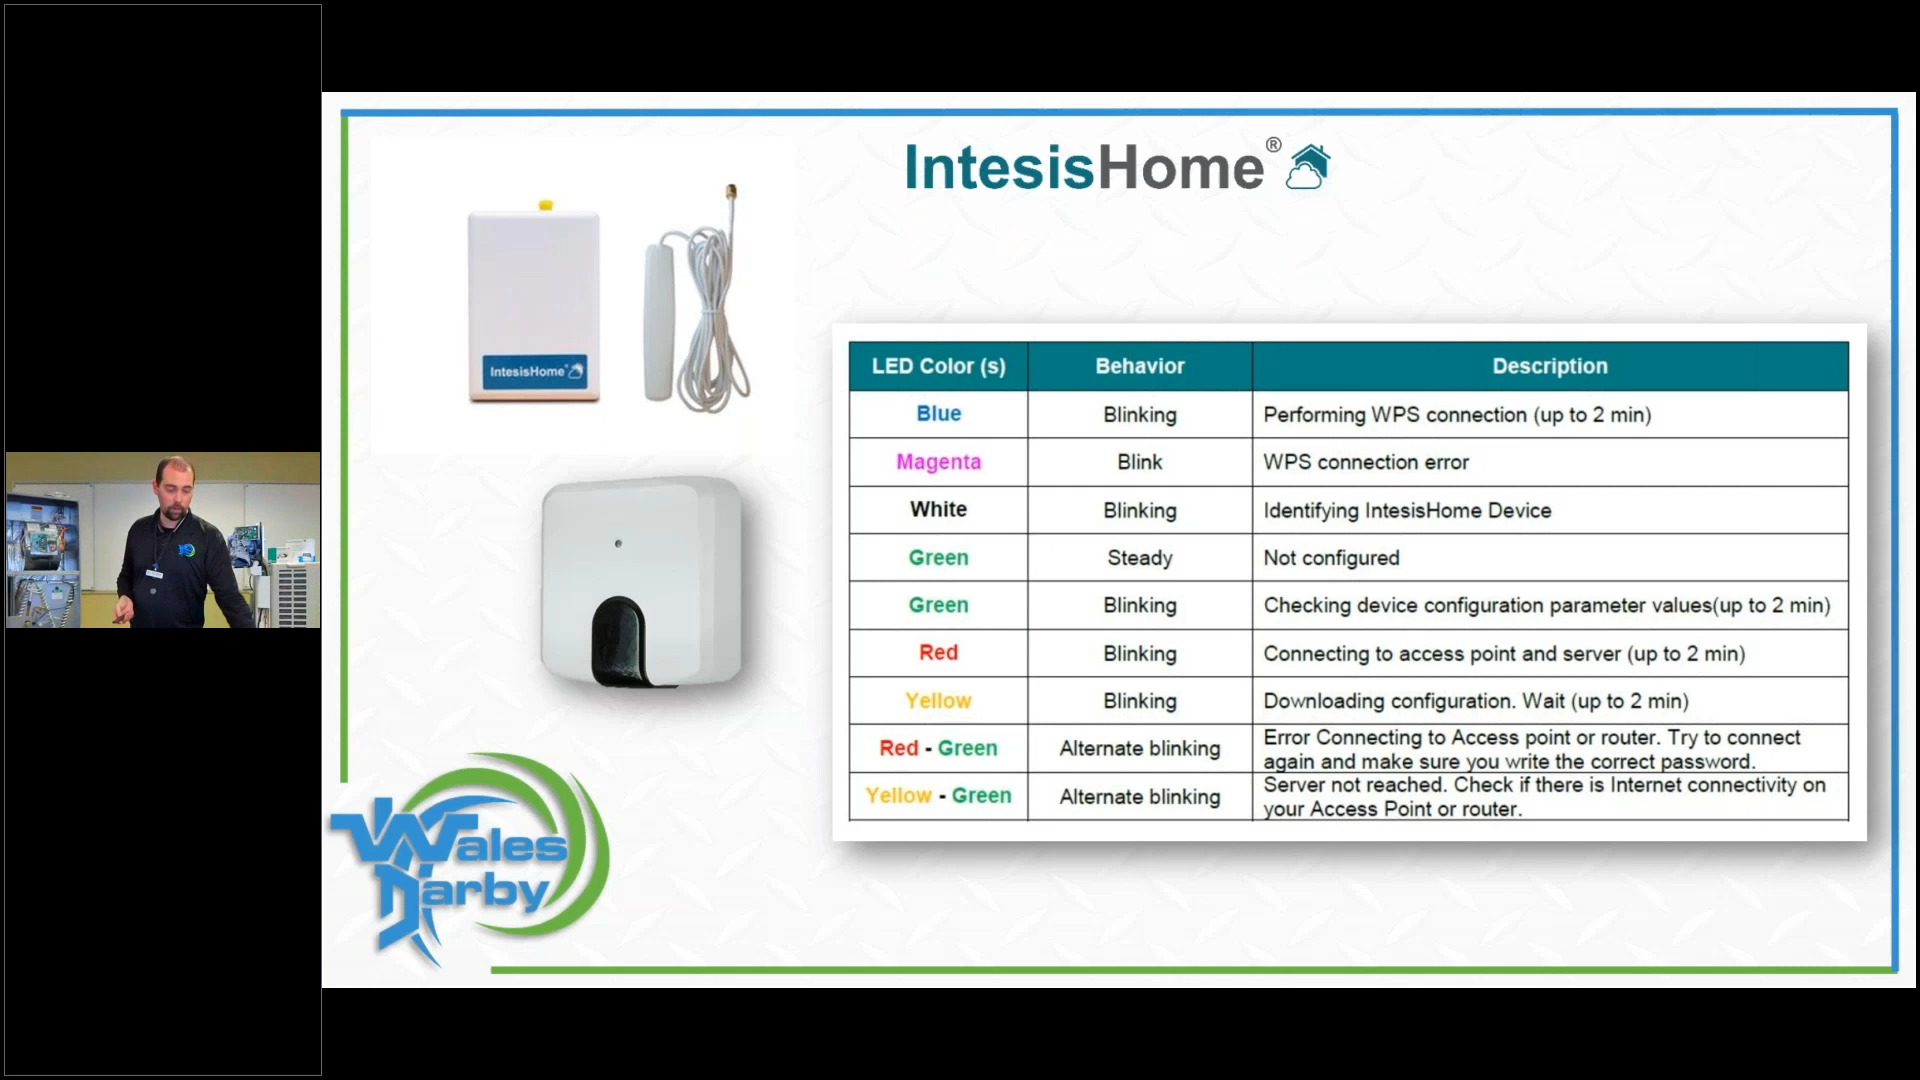 IntesisHome®
IntesisHome®
LED Color (s) Behavior Description
Blue Blinking Performing WPS connection (up to 2 min)
Magenta Blink WPS connection error
White Blinking Identifying IntesisHome Device
Green Steady Not configured
Green Blinking Checking device configuration parameter values(up to 2 min)
Red Blinking Connecting to access point and server (up to 2 min)
Yellow Blinking Downloading configuration. Wait (up to 2 min)
Red - Green Alternate blinking Error Connecting to Access point or router. Try to connect
again and make sure you write the correct password.
Yellow - Green Alternate blinking Server not reached. Check if there is Internet connectivity on
your Access Point or router.
Wales
Darby